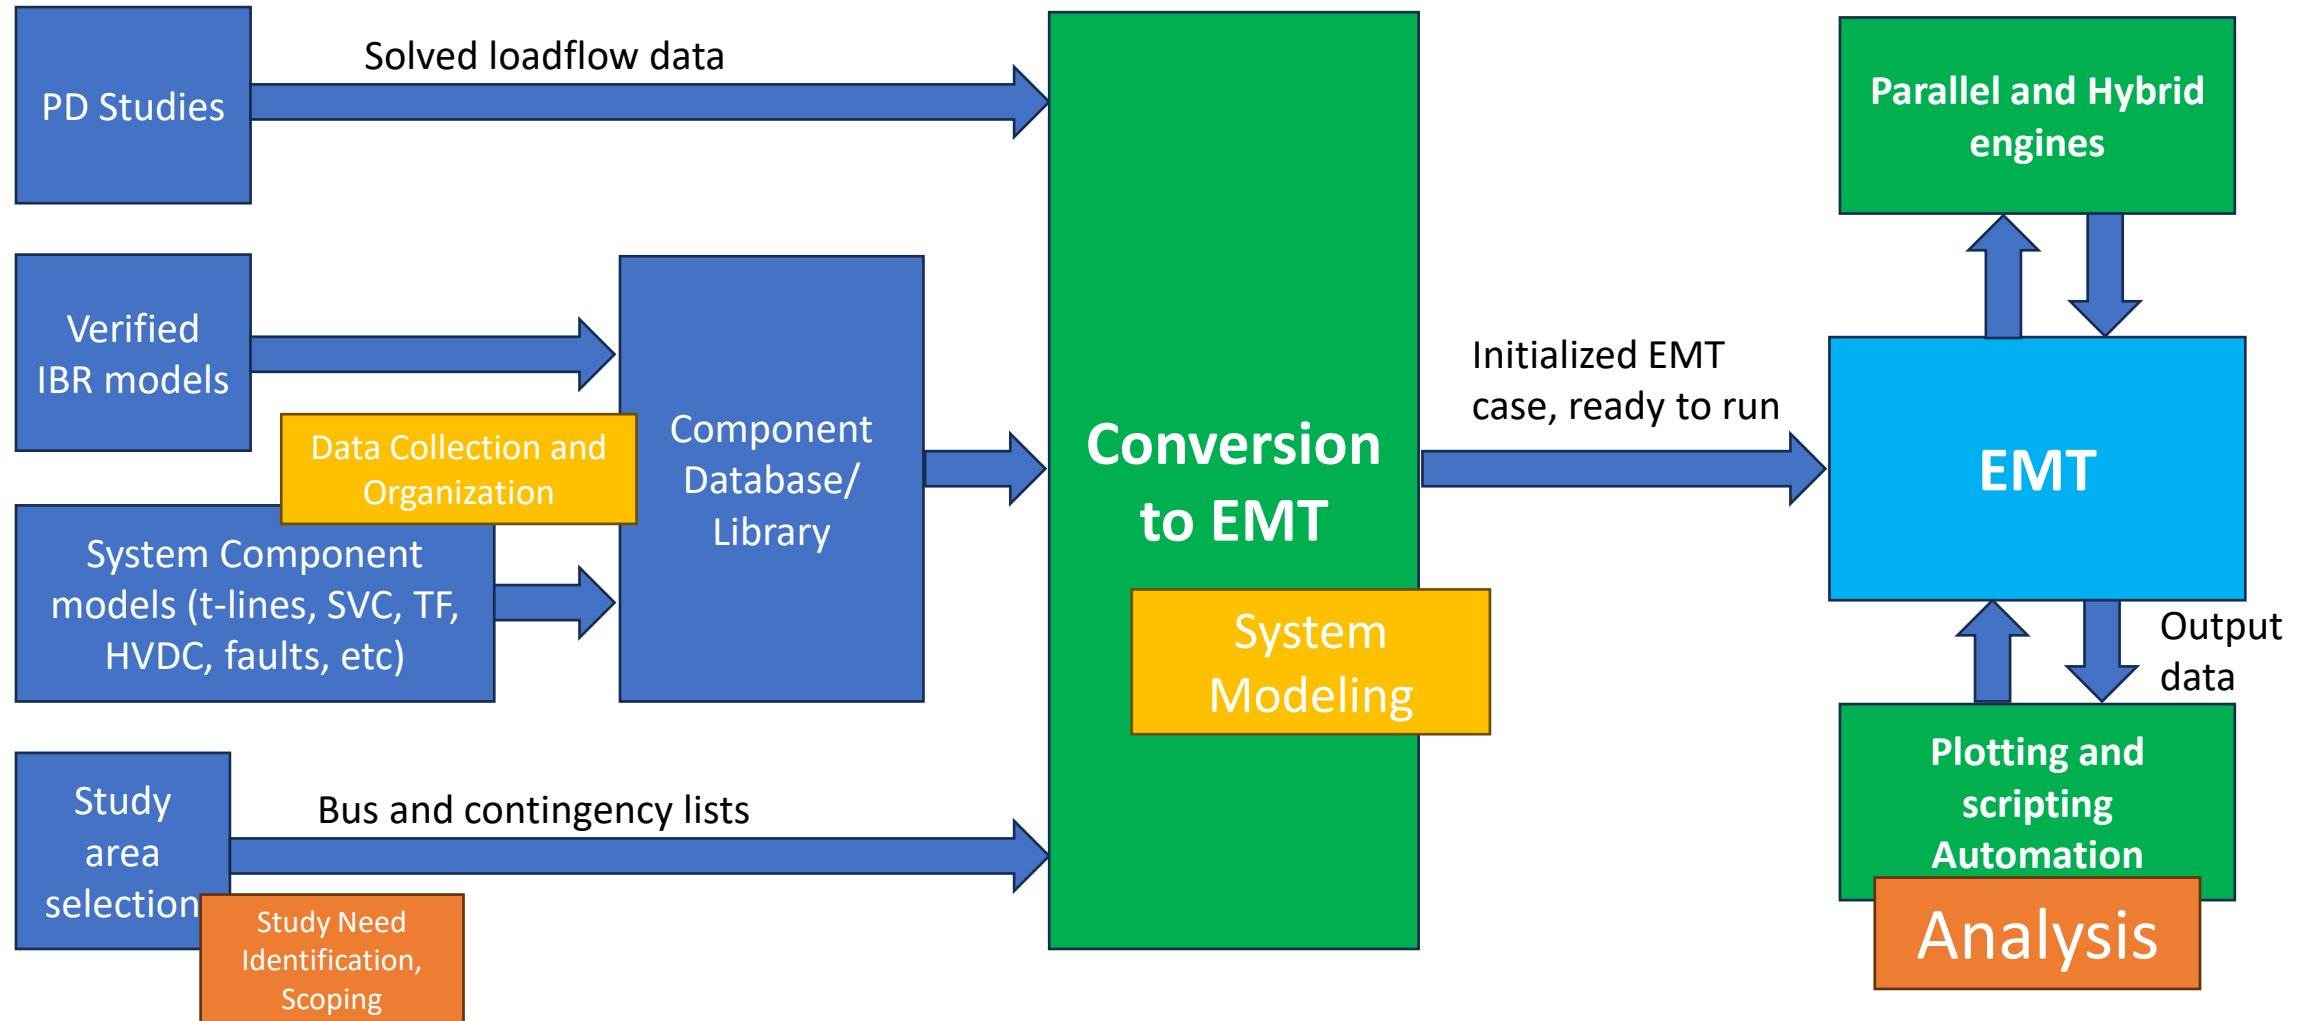 PD Studies
Solved loadflow data
Verified
IBR models
Data Collection and
Organization
System Component
models (t-lines, SVC, TF,
HVDC, faults, etc)
Component
Database/
Library
Study
area
selection
Bus and contingency lists
Study Need
Identification,
Scoping
Conversion
to EMT
System
Modeling
Initialized EMT
case, ready to run
Parallel and Hybrid
engines
EMT
Output
data
Plotting and
scripting
Automation
Analysis